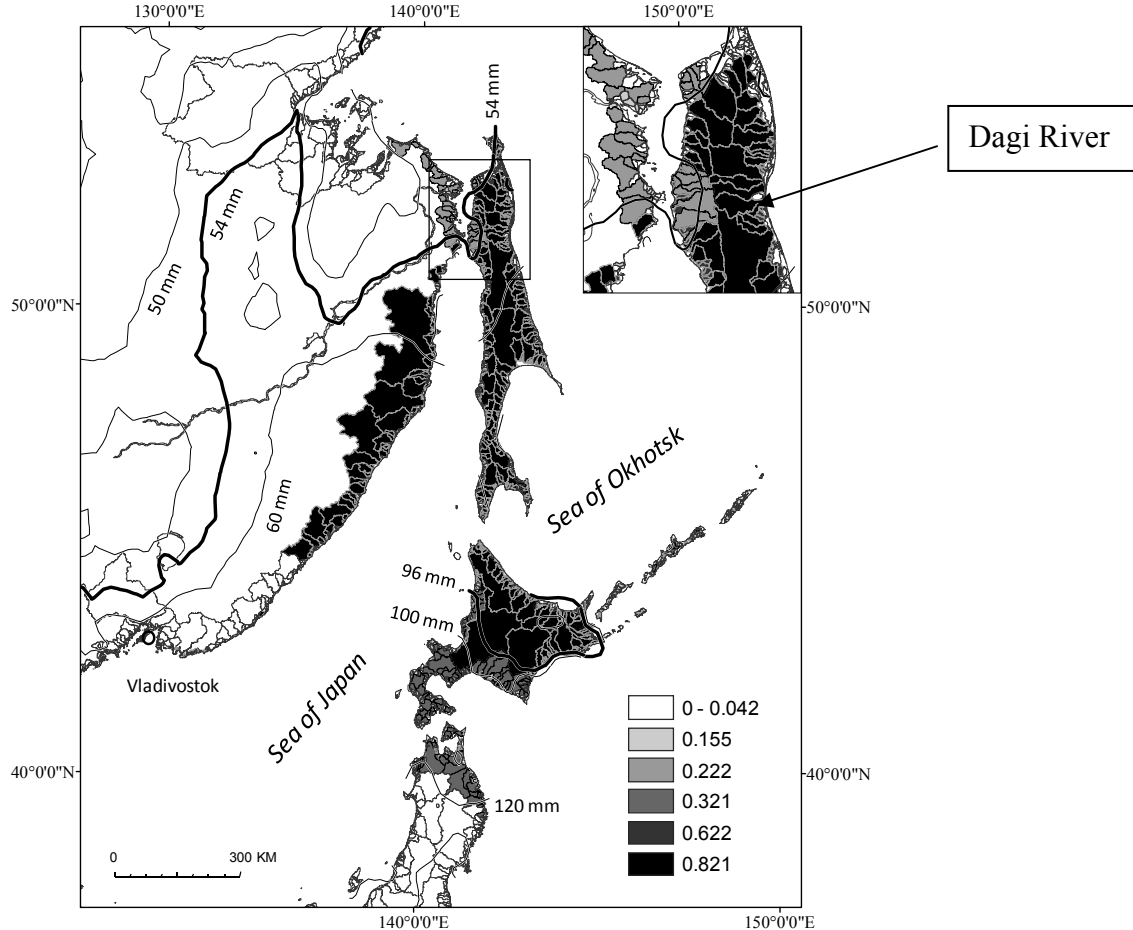 130°0'0"E 140°0'0"E 150°0'0"E
54 mm
Dagi River
54 mm
50 mm
50°0'0"N 50°0'0"N
60 mm
Sea of Okhotsk
96 mm
100 mm
Vladivostok
Sea of Japan
0 - 0.042
0.155
0.222
0.321
0.622
0.821
40°0'0"N 40°0'0"N
120 mm
0 300 KM
140°0'0"E 150°0'0"E